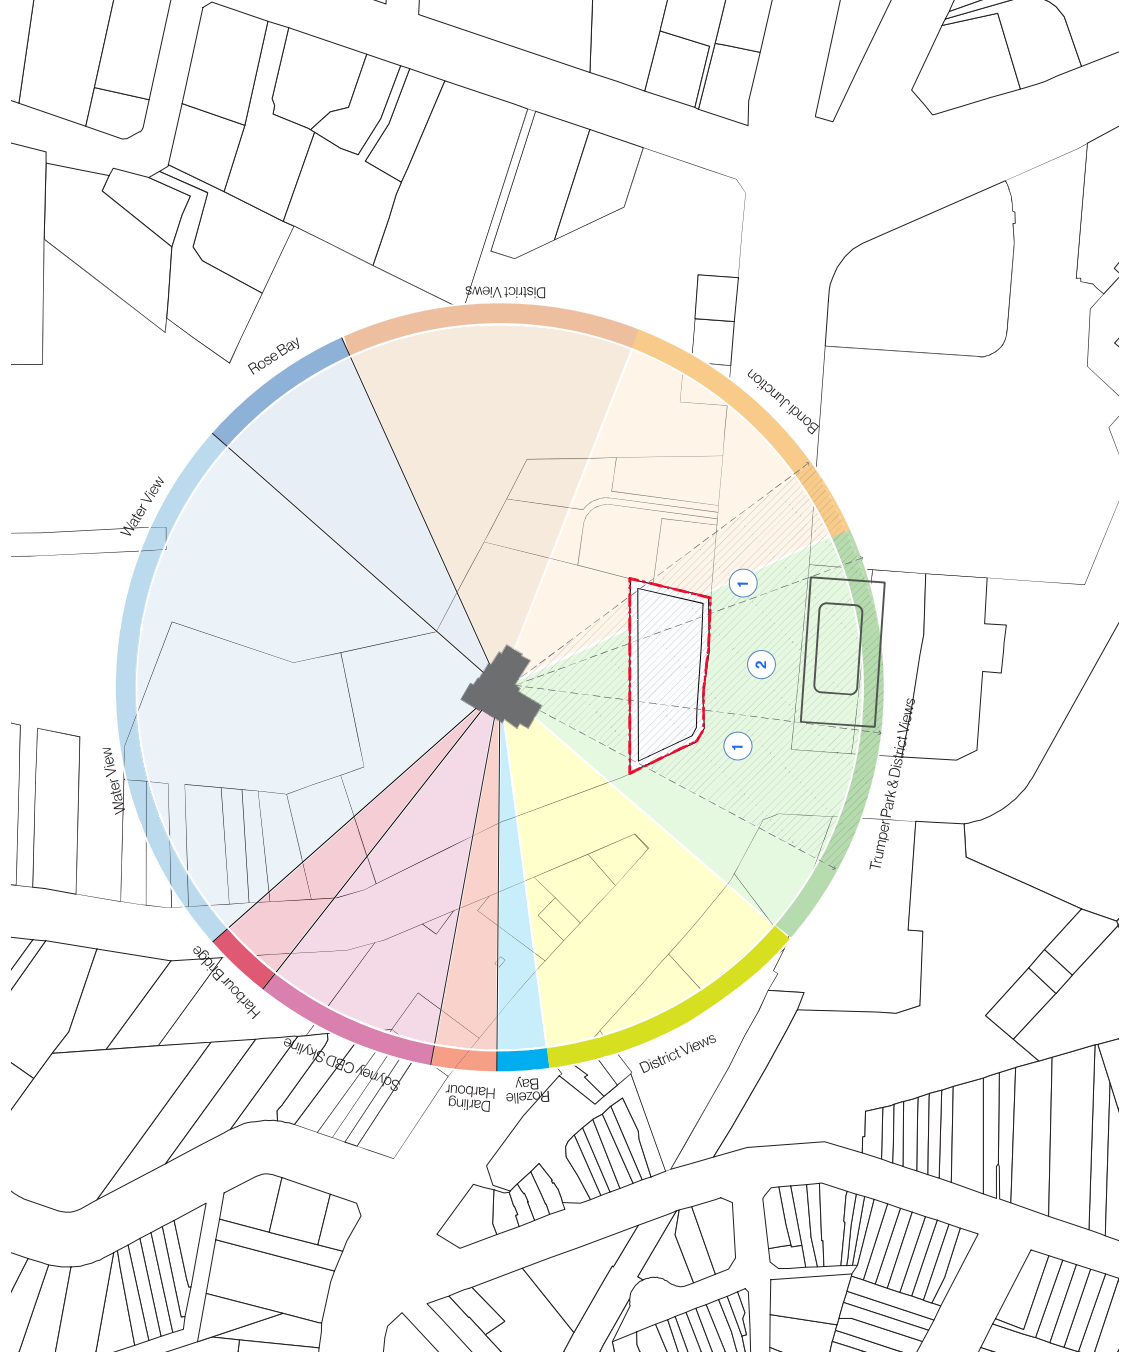 District Views
Rose Bay
Bondi Junction
Water View
1
2
1
Water View
Trumper Park & District Views
Harbour Bridge
Sydney CBD Skyline
Darling
Harbour
Rozelle
Bay
District Views